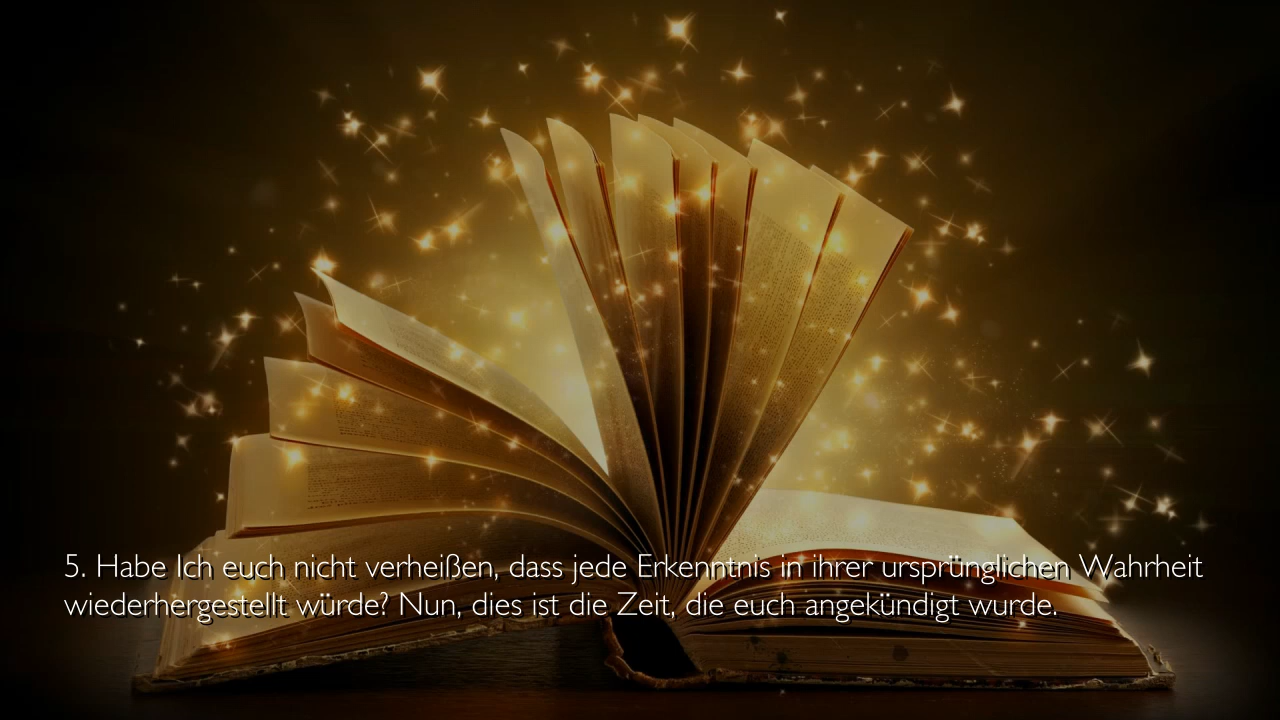 5. Habe Ich euch nicht verheißen, dass jede Erkenntnis in ihrer ursprünglichen Wahrheit
wiederhergestellt würde? Nun, dies ist die Zeit, die euch angekündigt wurde.